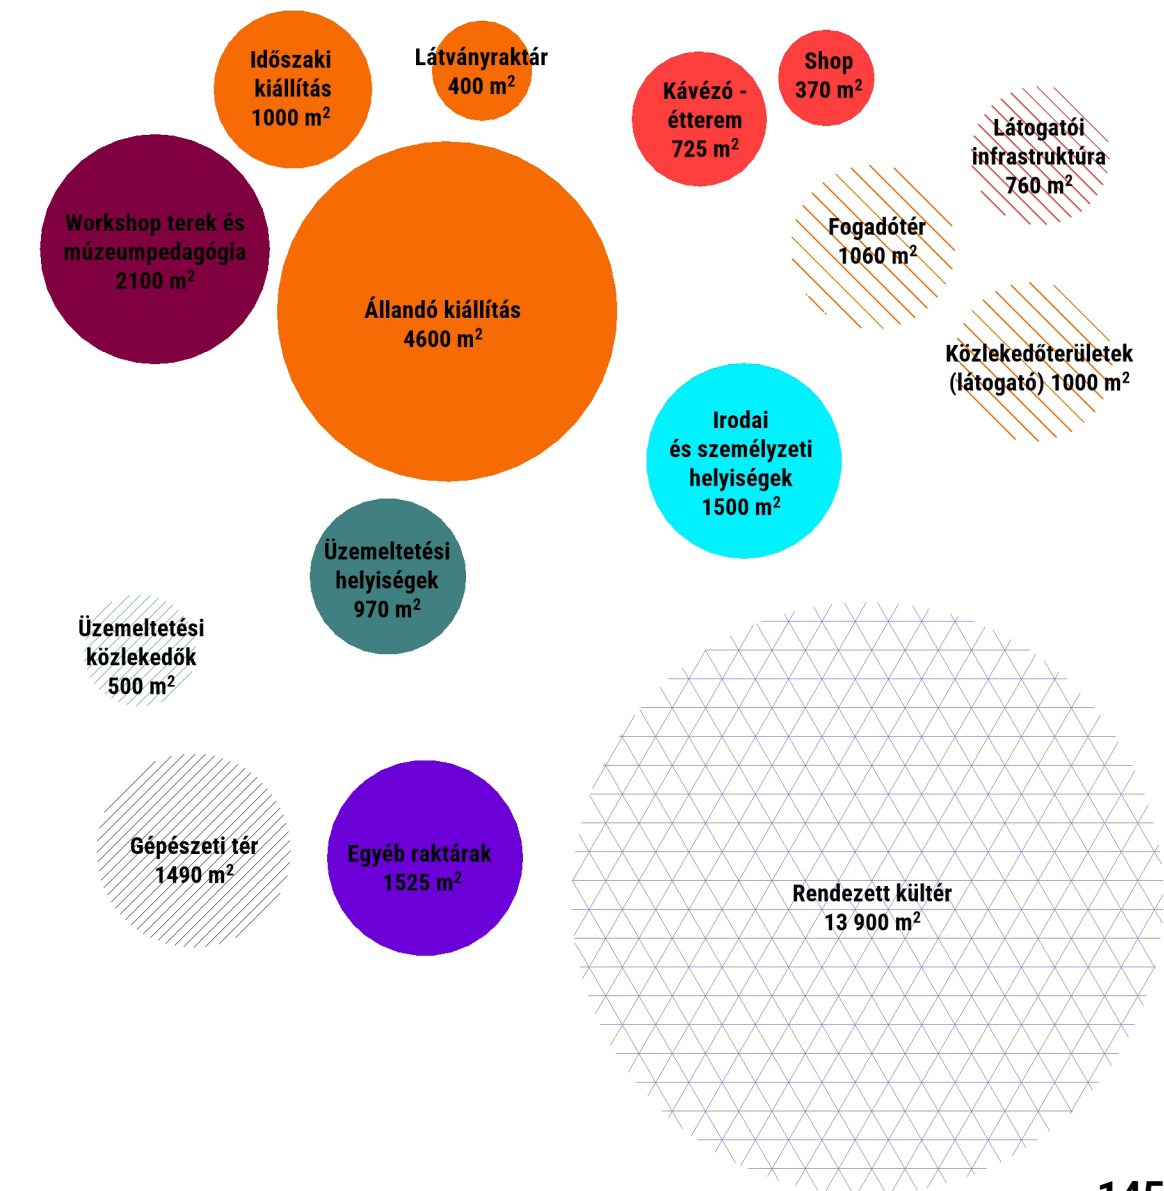 Időszaki
kiállítás
1000 m²
Látványraktár
400 m²
Kávézó -
étterem
725 m²
Shop
370 m²
Látogatói
infrastruktúra
760 m²
Workshop terek és
múzeumpedagógia
2100 m²
Fogadótér
1060 m²
Állandó kiállítás
4600 m²
Közlekedőterületek
(látogató) 1000 m²
Irodai
és személyzeti
helyiségek
1500 m²
Üzemeltetési
helyiségek
970 m²
Üzemeltetési
közlekedők
500 m²
Gépészeti tér
1490 m²
Egyéb raktárak
1525 m²
Rendezett kültér
13 900 m²